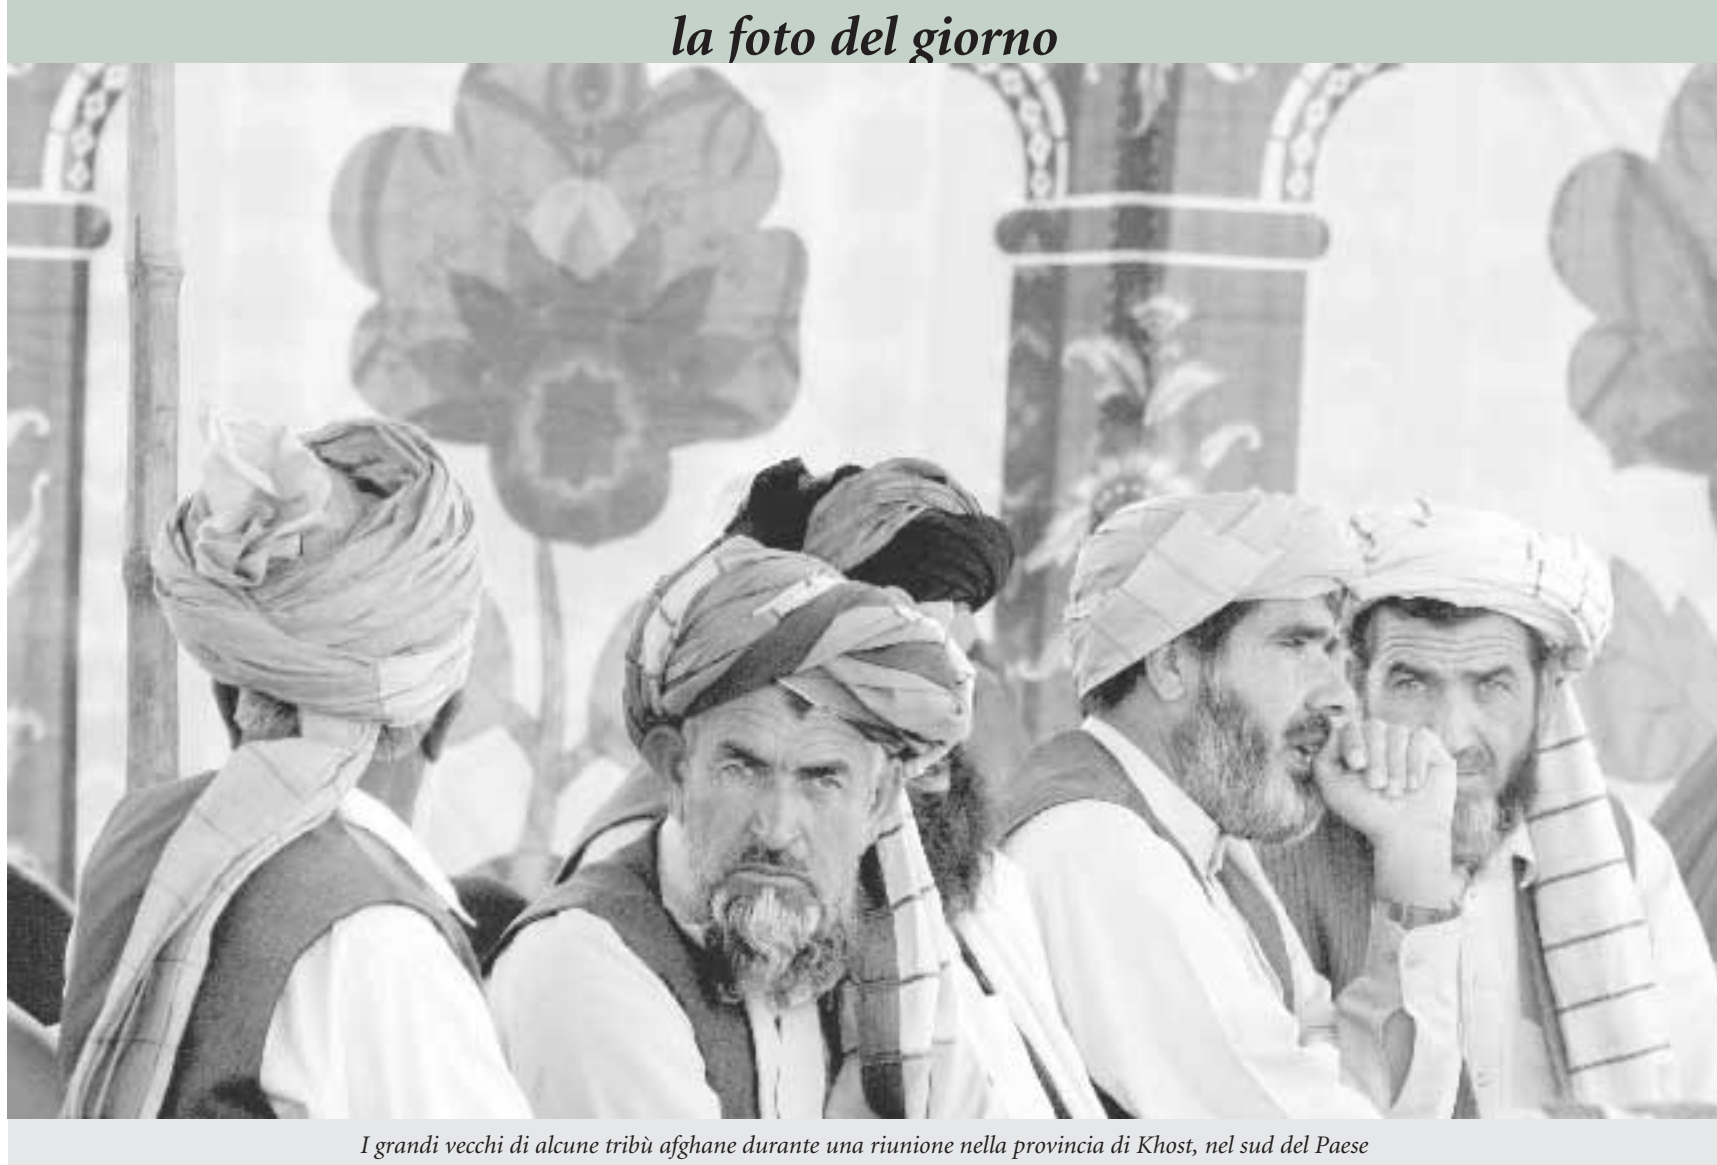 la foto del giorno
I grandi vecchi di alcune tribù afghane durante una riunione nella provincia di Khost, nel sud del Paese